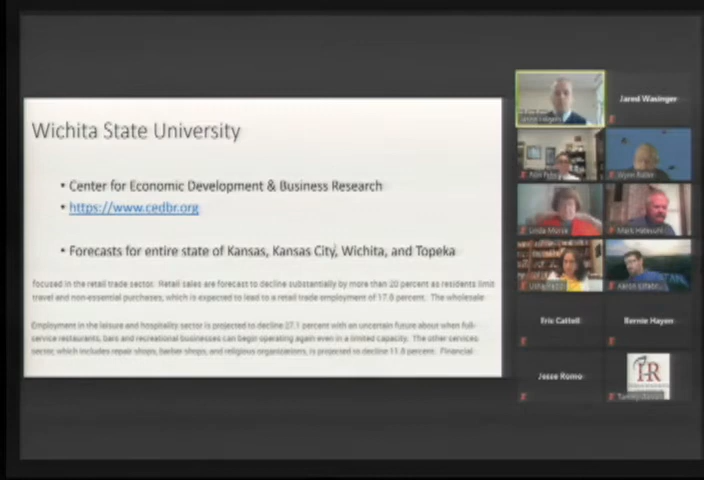 Wichita State University
• Center for Economic Development & Business Research
• https://www.cedbr.org
• Forecasts for entire state of Kansas, Kansas City, Wichita, and Topeka
focused in the retail trade sector. Retail sales are forecast to decline substantially by more than 20 percent as residents limit
travel and non-essential purchases, which is expected to lead to a retail trade employment of 17.8 percent. The wholesale
Employment in the leisure and hospitality sector is projected to decline 27.1 percent with an uncertain future about when full-
service restaurants, bars and recreational businesses can begin operating again even in a limited capacity. The other services
sector, which includes repair shops, barber shops, and religious organizations, is projected to decline 11.8 percent. Financial
Jared Wasinger
Linda Morse
Mark Hatesohl
Eric Cattell
Bernie Hayen
Jesse Romo
HR